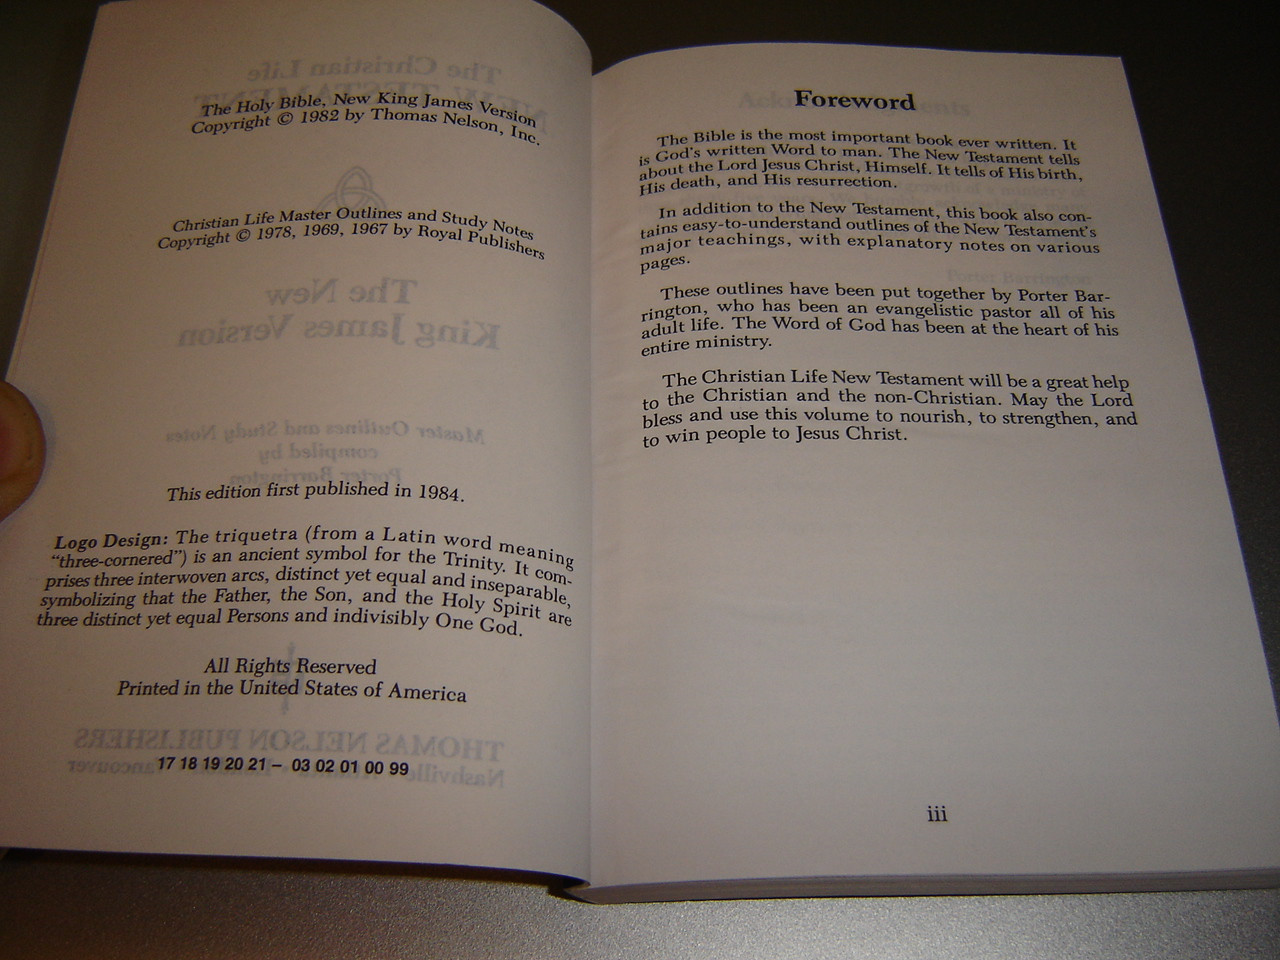 The Holy Bible, New King James Version
Copyright © 1982 by Thomas Nelson, Inc.
Christian Life Master Outlines and Study Notes
Copyright © 1978, 1969, 1967 by Royal Publishers
This edition first published in 1984.
Logo Design: The triquetra (from a Latin word meaning
“three-cornered”) is an ancient symbol for the Trinity. It com-
prises three interwoven arcs, distinct yet equal and inseparable,
symbolizing that the Father, the Son, and the Holy Spirit are
three distinct yet equal Persons and indivisibly One God.
All Rights Reserved
Printed in the United States of America
17 18 19 20 21 – 03 02 01 00 99
Foreword
The Bible is the most important book ever written. It
is God's written Word to man. The New Testament tells
about the Lord Jesus Christ, Himself. It tells of His birth,
His death, and His resurrection.
In addition to the New Testament, this book also con-
tains easy-to-understand outlines of the New Testament's
major teachings, with explanatory notes on various
pages.
These outlines have been put together by Porter Bar-
rington, who has been an evangelistic pastor all of his
adult life. The Word of God has been at the heart of his
entire ministry.
The Christian Life New Testament will be a great help
to the Christian and the non-Christian. May the Lord
bless and use this volume to nourish, to strengthen, and
to win people to Jesus Christ.
iii